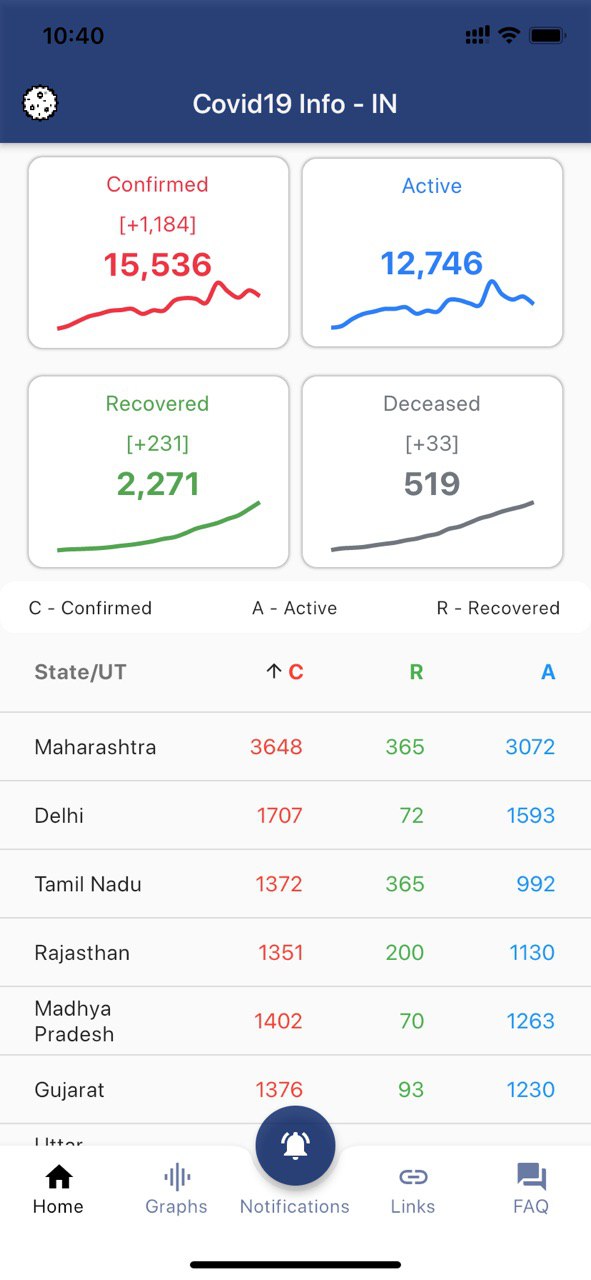 10:40
Covid19 Info - IN
Confirmed Active
[+1,184]
15,536 12,746
Recovered Deceased
[+231] [+33]
2,271 519
C - Confirmed A - Active R - Recovered
State/UT ↑ C R A
Maharashtra 3648 365 3072
Delhi 1707 72 1593
Tamil Nadu 1372 365 992
Rajasthan 1351 200 1130
Madhya
Pradesh 1402 70 1263
Gujarat 1376 93 1230
Uttar
Home Graphs Notifications Links FAQ